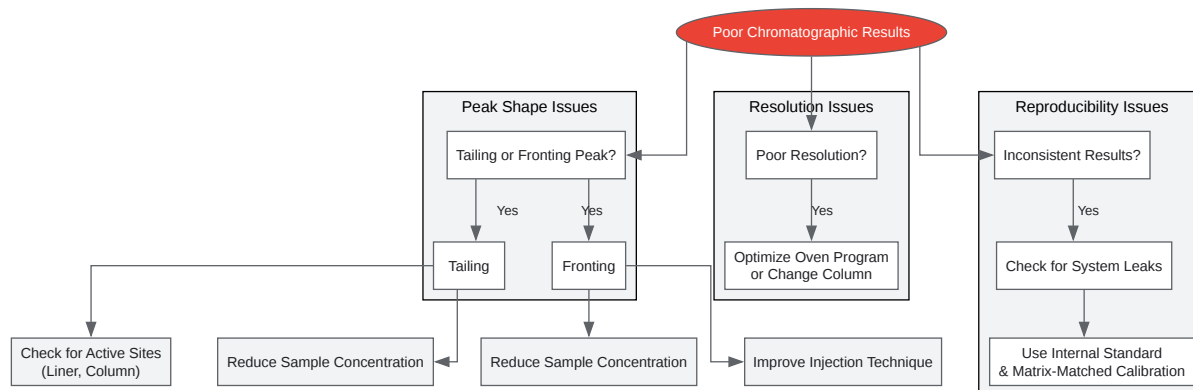 Poor Chromatographic Results
Peak Shape Issues
Resolution Issues
Reproducibility Issues
Tailing or Fronting Peak?
Poor Resolution?
Inconsistent Results?
Yes
Yes
Yes
Yes
Tailing
Fronting
Optimize Oven Program
or Change Column
Check for System Leaks
Check for Active Sites
(Liner, Column)
Reduce Sample Concentration
Reduce Sample Concentration
Improve Injection Technique
Use Internal Standard
& Matrix-Matched Calibration